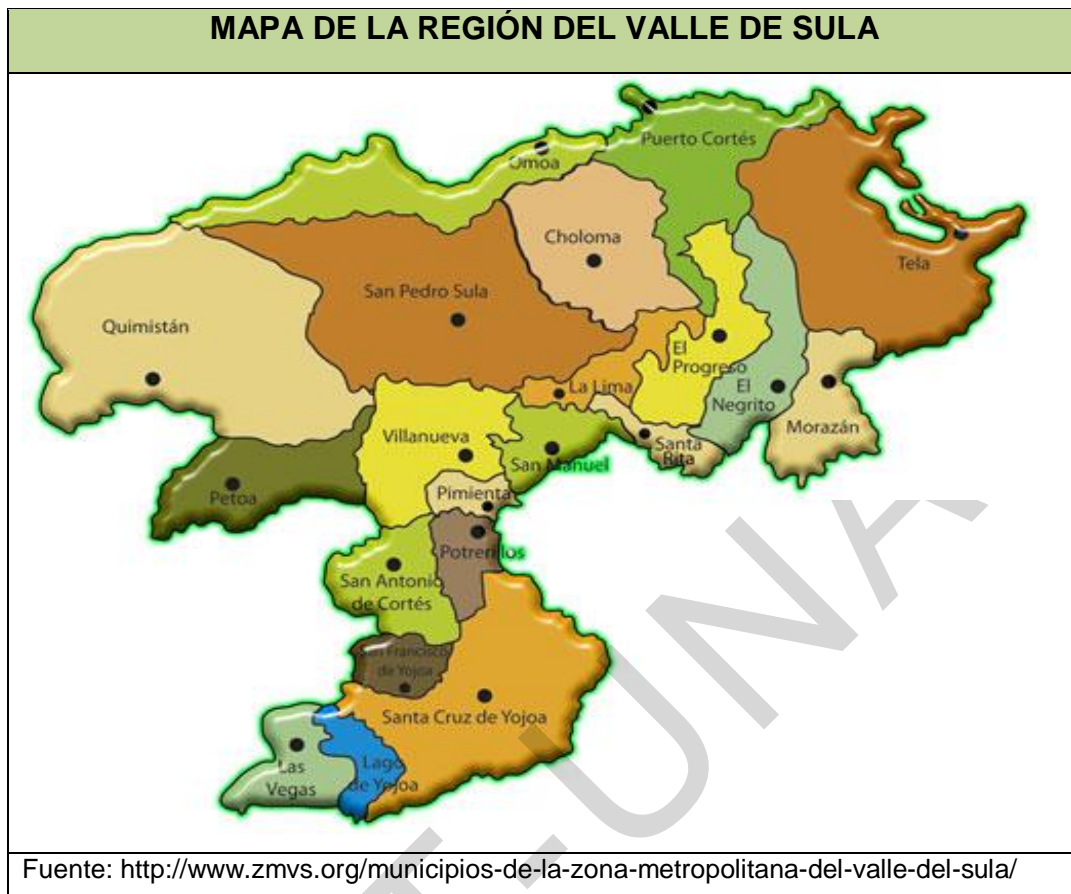 MAPA DE LA REGIÓN DEL VALLE DE SULA
Omoa
Puerto Cortés
Choloma
Tela
San Pedro Sula
Quimistán
El
Progreso
La Lima
El
Negrito
Morazán
Villanueva
San Manuel
Santa
Rita
Petoa
Pimienta
Potrerillos
San Antonio
de Cortés
San Francisco
de Yojoa
Santa Cruz de Yojoa
Las
Vegas
Lago
de Yojoa
UNA
Fuente: http://www.zmvs.org/municipios-de-la-zona-metropolitana-del-valle-del-sula/